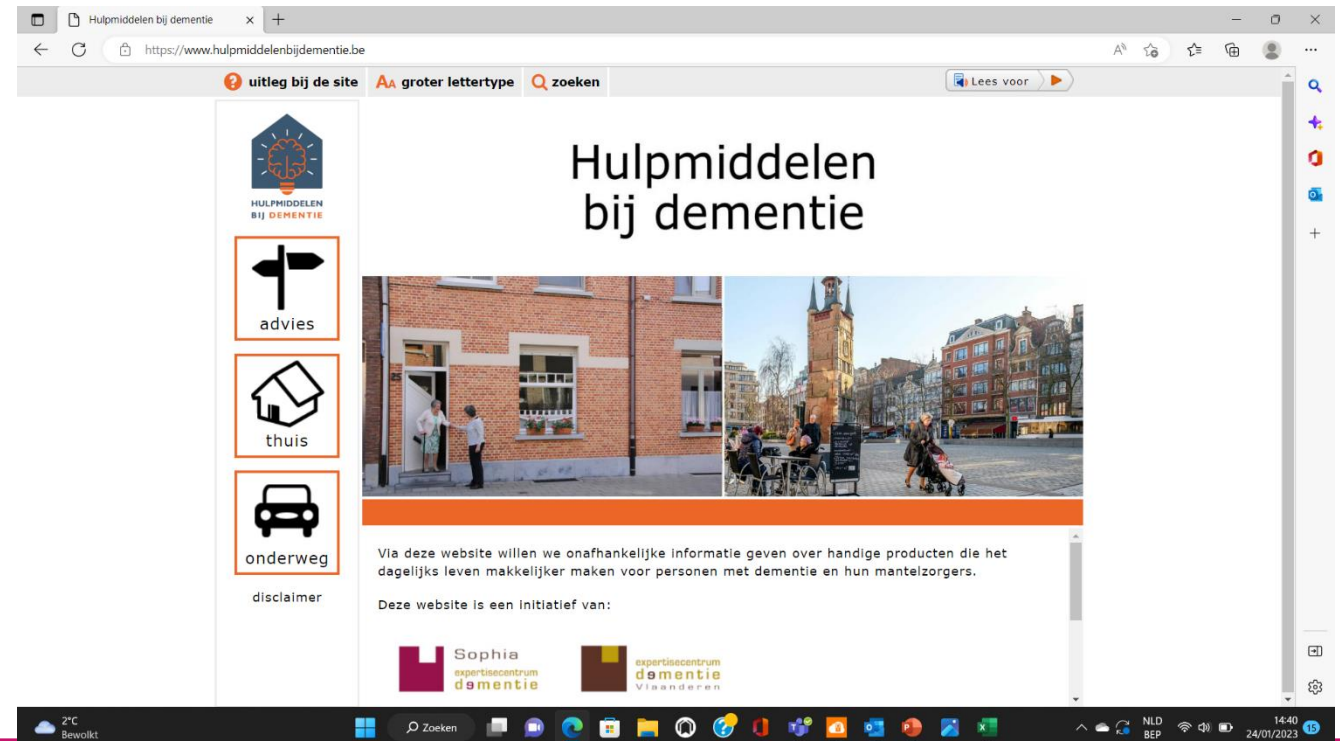 Hulpmiddelen bij dementie
https://www.hulpmiddelenbijdementie.be
uitleg bij de site
AA groter lettertype
zoeken
Lees voor
HULPMIDDELEN
BIJ DEMENTIE
advies
thuis
onderweg
disclaimer
Hulpmiddelen
bij dementie
25
Via deze website willen we onafhankelijke informatie geven over handige producten die het
dagelijks leven makkelijker maken voor personen met dementie en hun mantelzorgers.
Deze website is een initiatief van:
Sophia
expertisecentrum
dementie
expertisecentrum
dementie
Vlaanderen
2°C
Bewolkt
Zoeken
NLD
BEP
14:40
24/01/2023
15